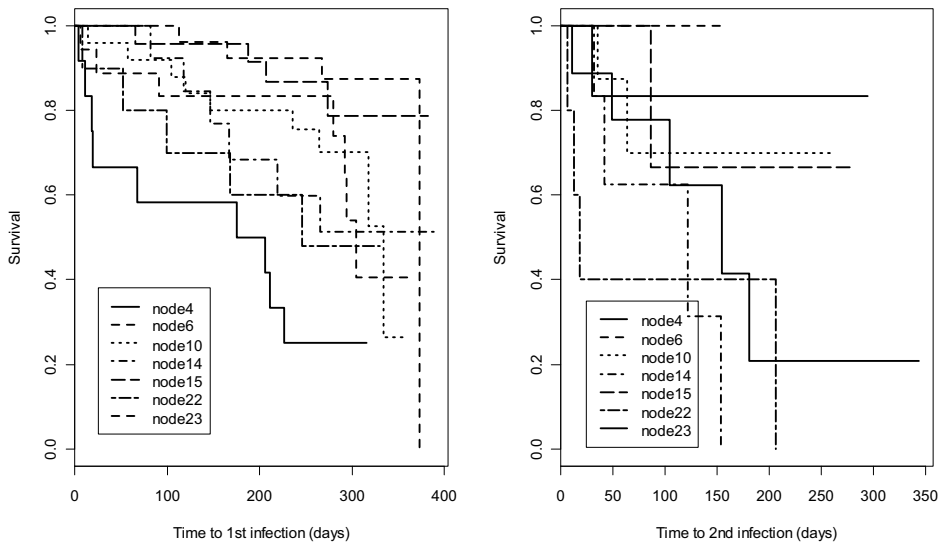 1.0
0.8
0.6
0.4
0.2
0.0
Survival
node4
node6
node10
node14
node15
node22
node23
0 100 200 300 400
Time to 1st infection (days)
1.0
0.8
0.6
0.4
0.2
0.0
Survival
node4
node6
node10
node14
node15
node22
node23
0 50 100 150 200 250 300 350
Time to 2nd infection (days)